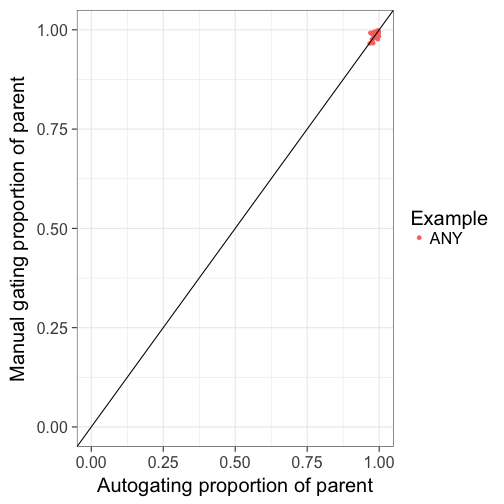 Manual gating proportion of parent
1.00
0.75
0.50
0.25
0.00
0.00 0.25 0.50 0.75 1.00
Autogating proportion of parent
Example
ANY